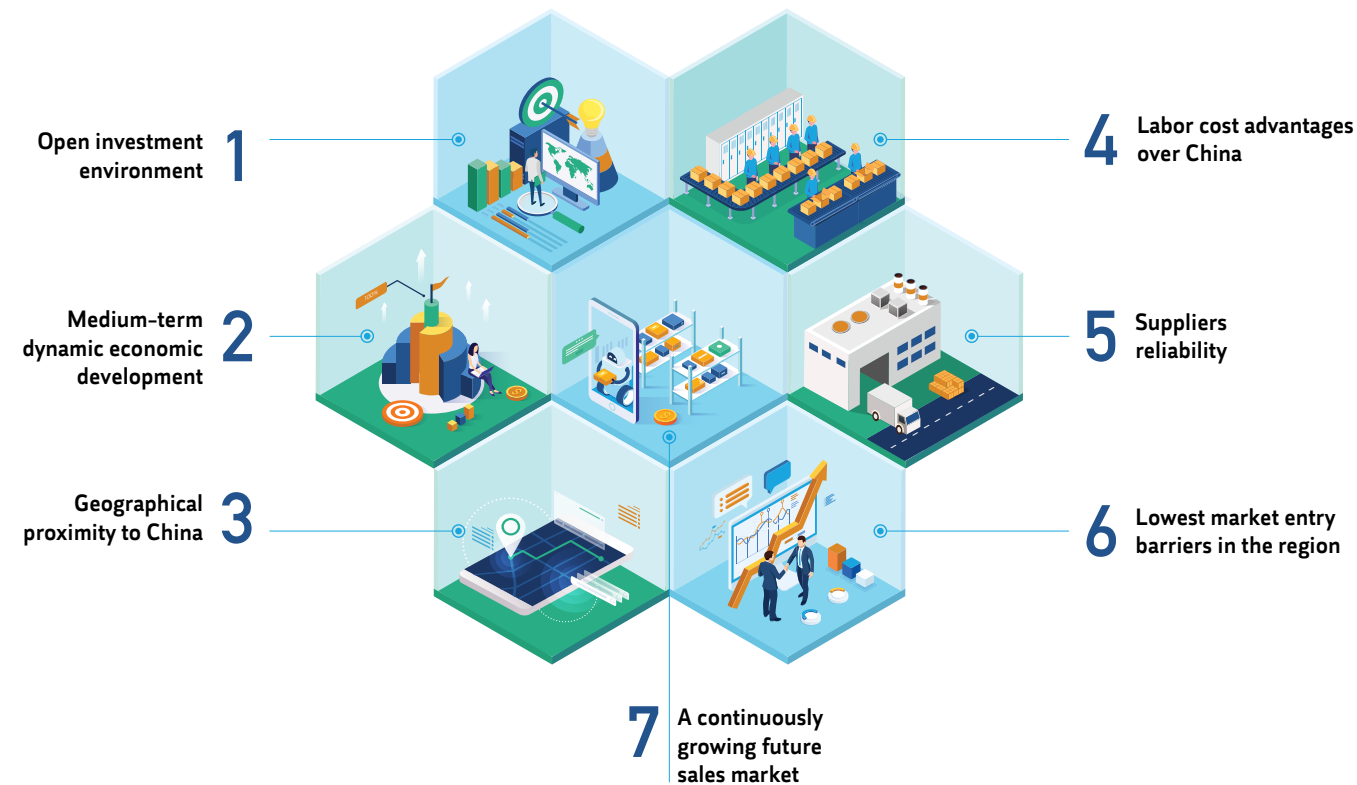 1
Open investment
environment
2
Medium-term
dynamic economic
development
3
Geographical
proximity to China
4
Labor cost advantages
over China
5
Suppliers
reliability
6
Lowest market entry
barriers in the region
7
A continuously
growing future
sales market